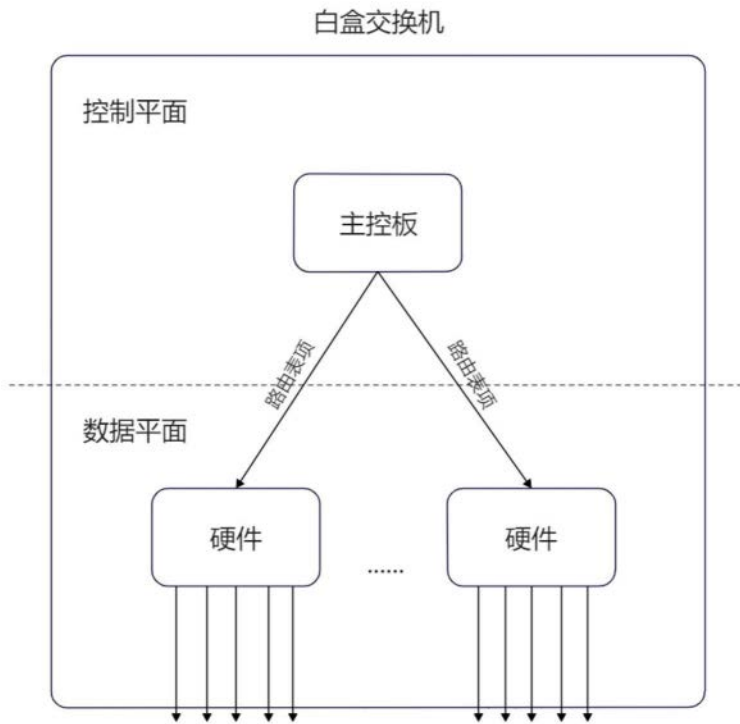 白盒交换机
控制平面
主控板
路由表项
路由表项
数据平面
硬件
......
硬件